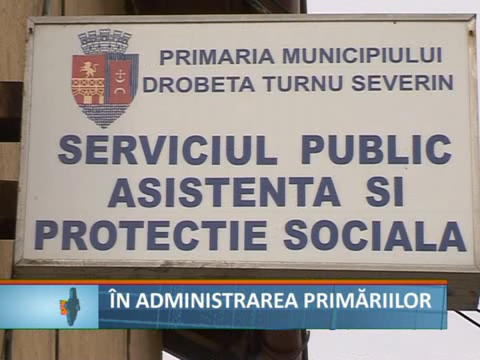 PRIMARIA MUNICIPIULUI
DROBETA TURNU SEVERIN
SERVICIUL PUBLIC
ASISTENTA SI
PROTECTIE SOCIALA
ÎN ADMINISTRAREA PRIMĂRIILOR